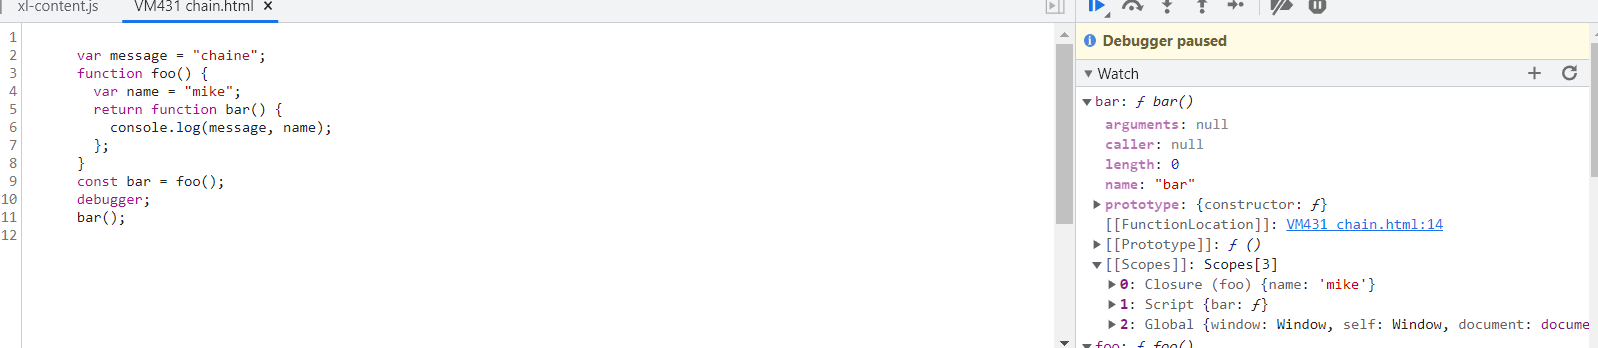 xl-content.js
VM431 chain.html ×
1
2 var message = "chaine";
3 function foo() {
4 var name = "mike";
5 return function bar() {
6 console.log(message, name);
7 };
8 }
9 const bar = foo();
10 debugger;
11 bar();
12
Debugger paused
Watch
bar: ƒ bar()
arguments: null
caller: null
length: 0
name: "bar"
prototype: {constructor: ƒ}
[[FunctionLocation]]: VM431 chain.html:14
[[Prototype]]: ƒ ()
[[Scopes]]: Scopes[3]
0: Closure (foo) {name: 'mike'}
1: Script {bar: ƒ}
2: Global {window: Window, self: Window, document: docume
foo: ƒ foo()